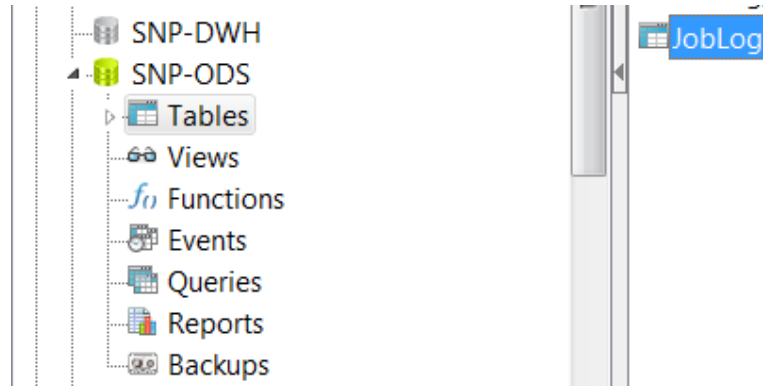 SNP-DWH
SNP-ODS
Tables
Views
Functions
Events
Queries
Reports
Backups
JobLog